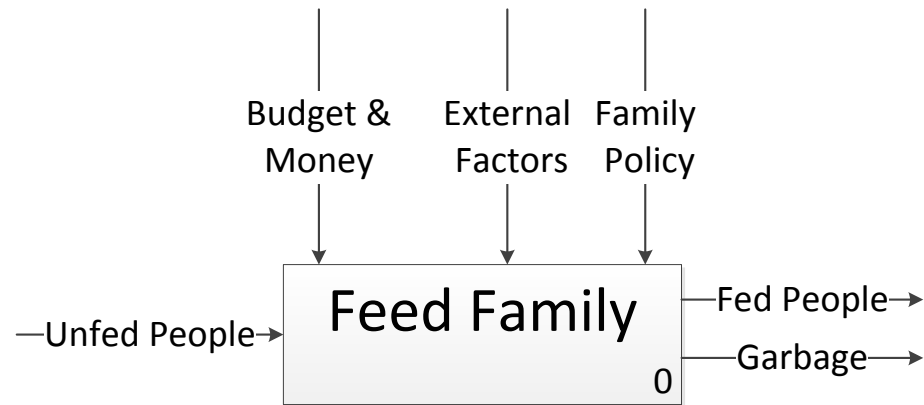 Budget &
Money
External
Factors
Family
Policy
Unfed People
Feed Family
0
Fed People
Garbage